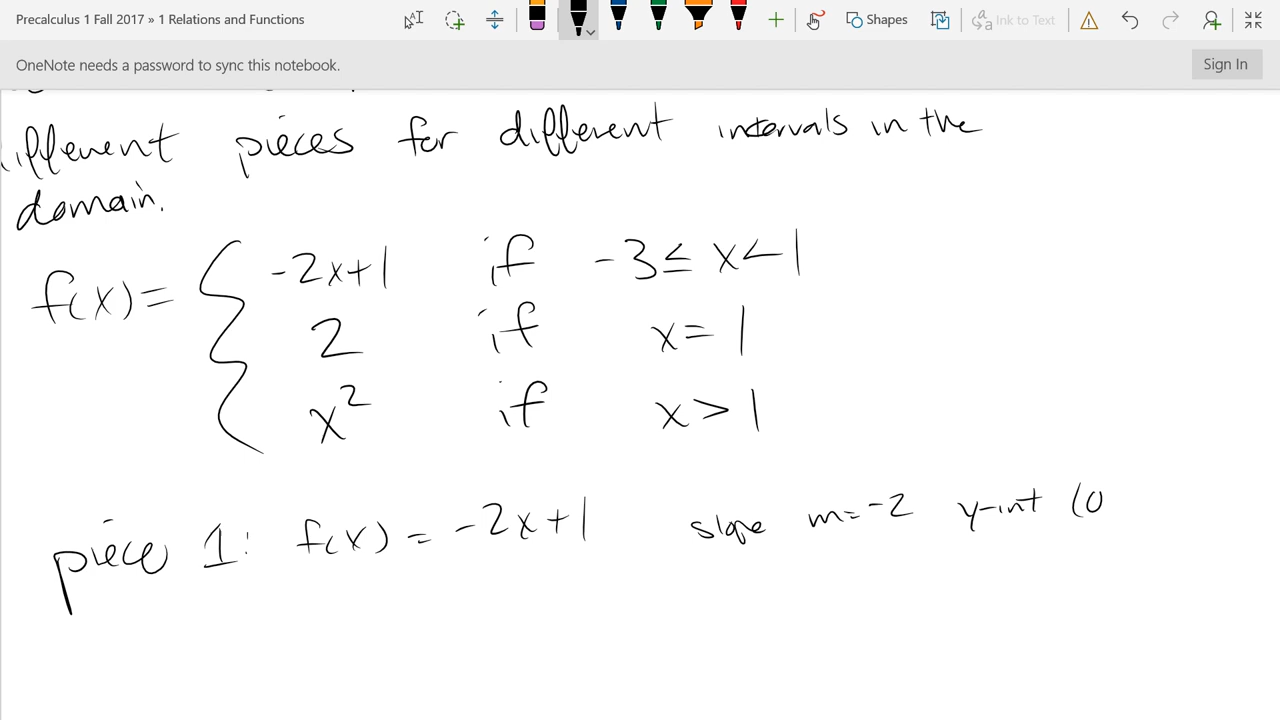 Precalculus 1 Fall 2017 » 1 Relations and Functions
Shapes
Ink to Text
OneNote needs a password to sync this notebook.
Sign In
different pieces for different intervals in the
domain.
f(x)= { -2x+1 if -3≤ x<1
2 if x=1
x² if x>1
piece 1: f(x) = -2x+1 slope m=-2 y-int (0